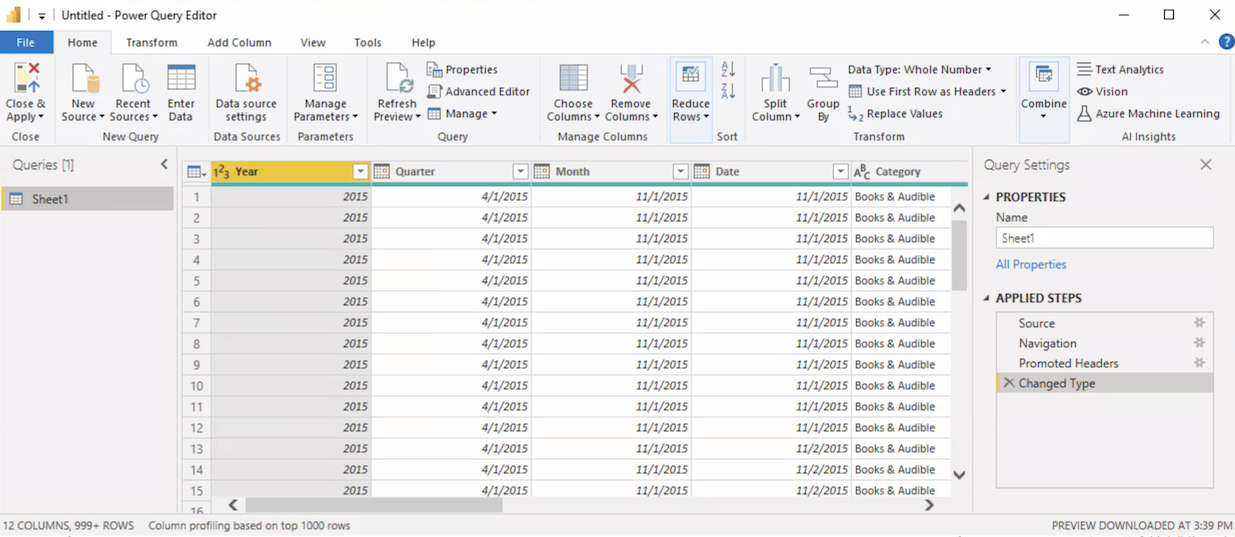 Untitled - Power Query Editor
File Home Transform Add Column View Tools Help
Close & Apply
New Source
Recent Sources
Enter Data
Data source settings
Manage Parameters
Refresh Preview
Properties
Advanced Editor
Manage
Choose Columns
Remove Columns
Reduce Rows
Split Column
Group By
Data Type: Whole Number
Use First Row as Headers
Replace Values
Combine
Text Analytics
Vision
Azure Machine Learning
Close New Query Data Sources Parameters Query Manage Columns Sort Transform AI Insights
Queries [1]
Sheet1
Year Quarter Month Date Category
1 2015 4/1/2015 11/1/2015 11/1/2015 Books & Audible
2 2015 4/1/2015 11/1/2015 11/1/2015 Books & Audible
3 2015 4/1/2015 11/1/2015 11/1/2015 Books & Audible
4 2015 4/1/2015 11/1/2015 11/1/2015 Books & Audible
5 2015 4/1/2015 11/1/2015 11/1/2015 Books & Audible
6 2015 4/1/2015 11/1/2015 11/1/2015 Books & Audible
7 2015 4/1/2015 11/1/2015 11/1/2015 Books & Audible
8 2015 4/1/2015 11/1/2015 11/1/2015 Books & Audible
9 2015 4/1/2015 11/1/2015 11/1/2015 Books & Audible
10 2015 4/1/2015 11/1/2015 11/1/2015 Books & Audible
11 2015 4/1/2015 11/1/2015 11/1/2015 Books & Audible
12 2015 4/1/2015 11/1/2015 11/1/2015 Books & Audible
13 2015 4/1/2015 11/1/2015 11/2/2015 Books & Audible
14 2015 4/1/2015 11/1/2015 11/2/2015 Books & Audible
15 2015 4/1/2015 11/1/2015 11/2/2015 Books & Audible
16
Query Settings
PROPERTIES
Name
Sheet1
All Properties
APPLIED STEPS
Source
Navigation
Promoted Headers
Changed Type
12 COLUMNS, 999+ ROWS Column profiling based on top 1000 rows
PREVIEW DOWNLOADED AT 3:39 PM